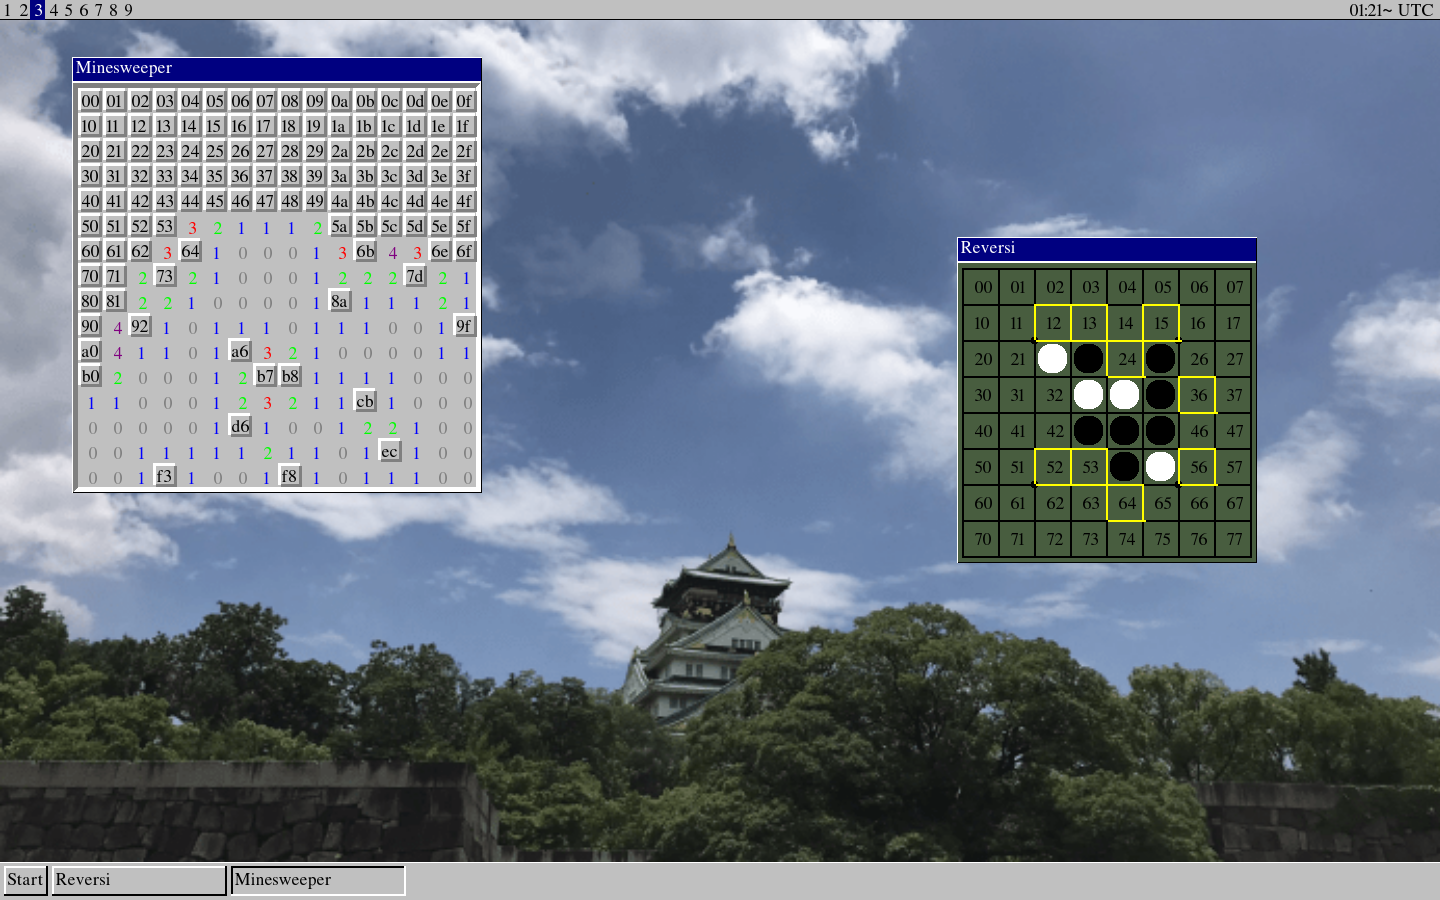 1 2 3 4 5 6 7 8 9 01:21~ UTC
Minesweeper
00 01 02 03 04 05 06 07 08 09 0a 0b 0c 0d 0e 0f
10 11 12 13 14 15 16 17 18 19 1a 1b 1c 1d 1e 1f
20 21 22 23 24 25 26 27 28 29 2a 2b 2c 2d 2e 2f
30 31 32 33 34 35 36 37 38 39 3a 3b 3c 3d 3e 3f
40 41 42 43 44 45 46 47 48 49 4a 4b 4c 4d 4e 4f
50 51 52 53 3 2 1 1 1 2 5a 5b 5c 5d 5e 5f
60 61 62 3 64 1 0 0 0 1 3 6b 4 3 6e 6f
70 71 2 73 2 1 0 0 0 1 2 2 2 7d 2 1
80 81 2 2 1 0 0 0 0 1 8a 1 1 1 2 1
90 4 92 1 0 1 1 1 0 1 1 1 0 0 1 9f
a0 4 1 1 0 1 a6 3 2 1 0 0 0 0 1 1
b0 2 0 0 0 1 2 b7 b8 1 1 1 1 0 0 0
1 1 0 0 0 1 2 3 2 1 1 cb 1 0 0 0
0 0 0 0 0 1 d6 1 0 0 1 2 2 1 0 0
0 0 1 1 1 1 1 2 1 1 0 1 ec 1 0 0
0 0 1 f3 1 0 0 1 f8 1 0 1 1 1 0 0
Reversi
00 01 02 03 04 05 06 07
10 11 12 13 14 15 16 17
20 21 24 26 27
30 31 32 36 37
40 41 42 46 47
50 51 52 53 56 57
60 61 62 63 64 65 66 67
70 71 72 73 74 75 76 77
Start Reversi Minesweeper